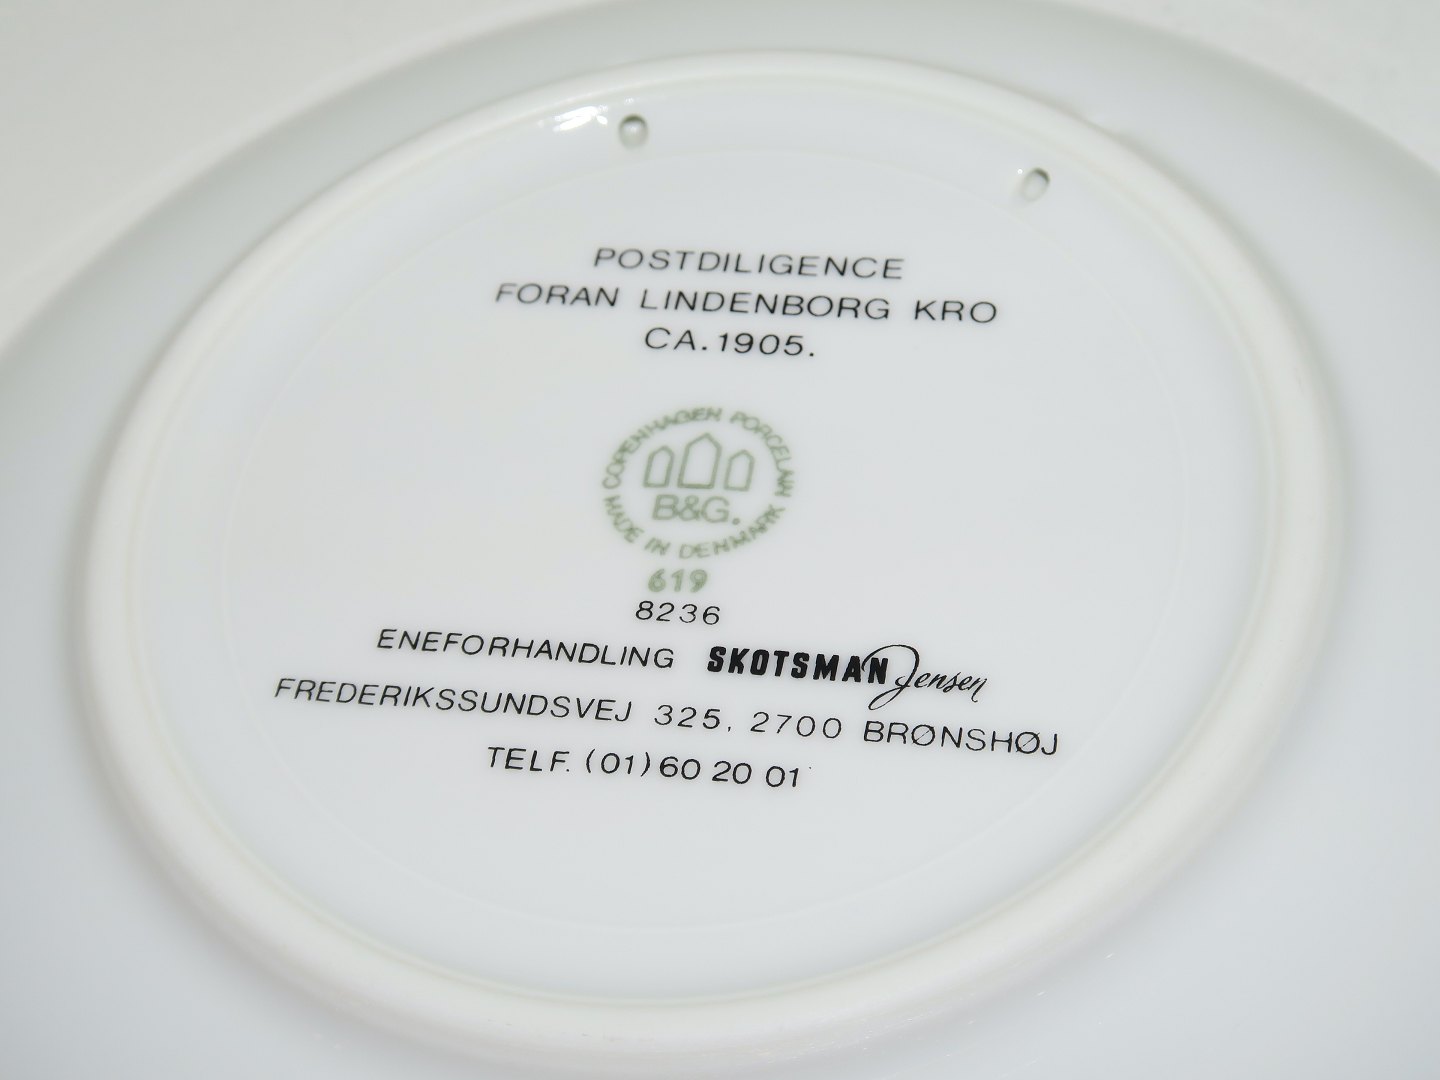 POSTDILIGENCE
FORAN LINDENBORG KRO
CA. 1905.
COPENHAGEN PORCELAIN
B&G.
MADE IN DENMARK
619
8236
ENEFORHANDLING SKOTSMAN Jensen
FREDERIKSSUNDSVEJ 325, 2700 BRØNSHØJ
TELF. (01) 60 20 01